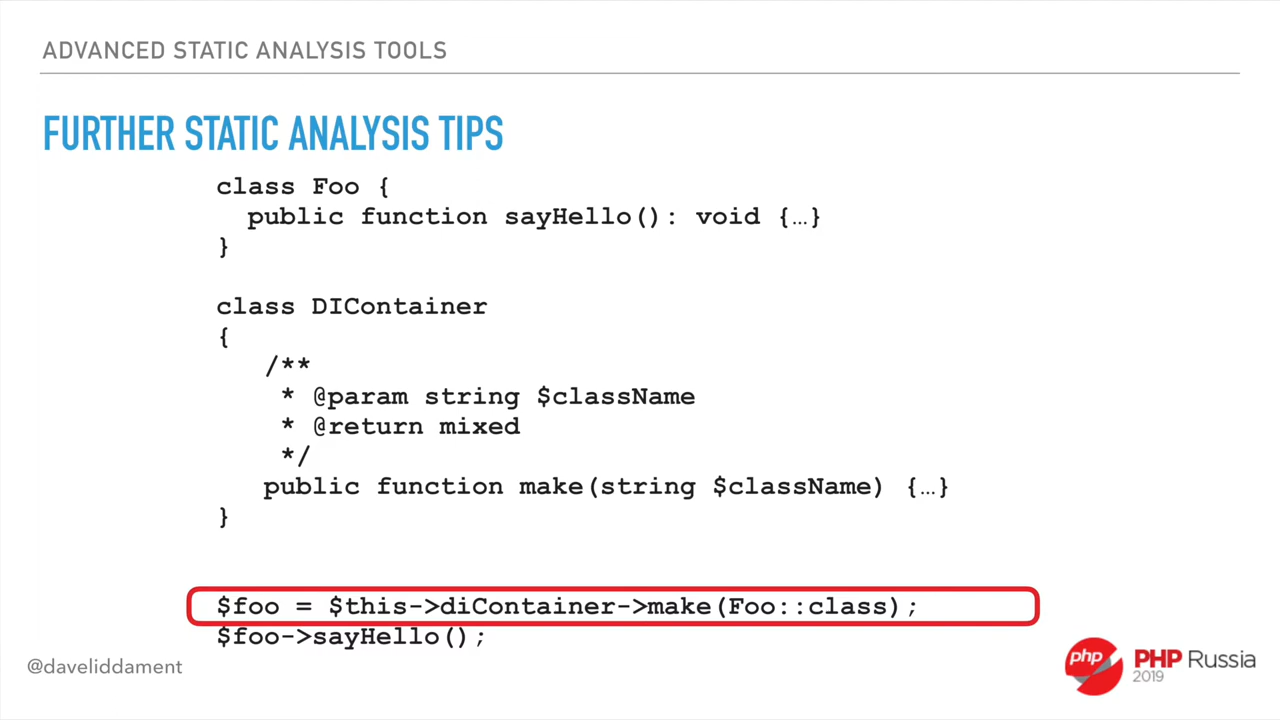 ADVANCED STATIC ANALYSIS TOOLS
FURTHER STATIC ANALYSIS TIPS
class Foo {
  public function sayHello(): void {…}
}
class DIContainer
{
   /**
    * @param string $className
    * @return mixed
    */
   public function make(string $className) {…}
}
$foo = $this->diContainer->make(Foo::class);
$foo->sayHello();
@daveliddament
php PHP Russia
2019